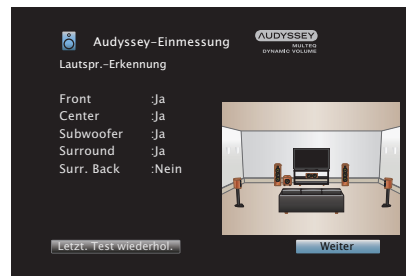 Audyssey-Einmessung
AUDYSSEY
MULTEQ
DYNAMIC VOLUME
Lautspr.-Erkennung
Front :Ja
Center :Ja
Subwoofer :Ja
Surround :Ja
Surr. Back :Nein
Letzt. Test wiederhol.
Weiter